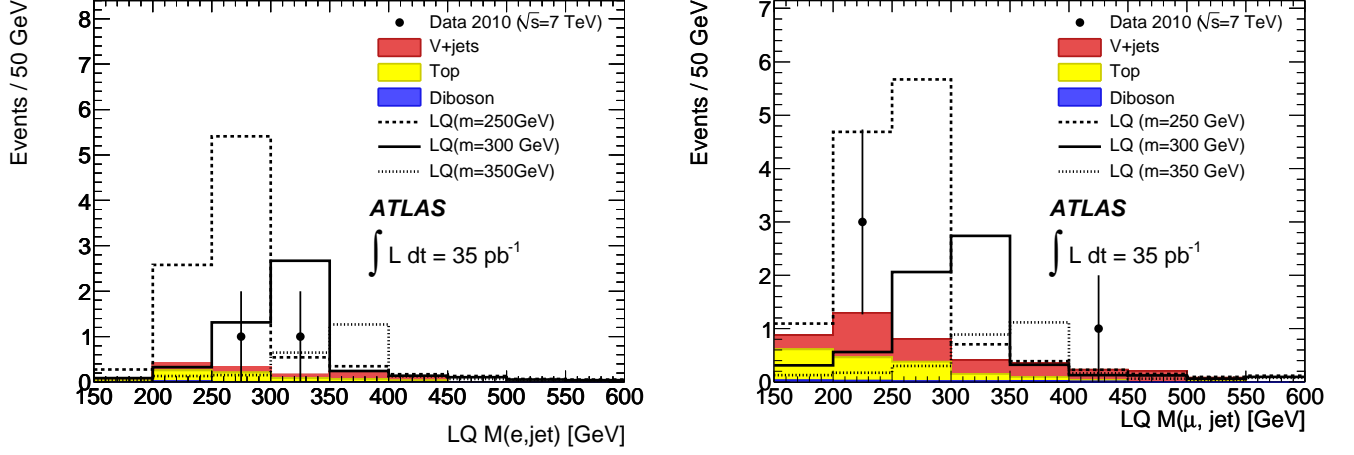 Events / 50 GeV
8
7
6
5
4
3
2
1
0
Data 2010 (√s=7 TeV)
V+jets
Top
Diboson
LQ(m=250GeV)
LQ(m=300 GeV)
LQ(m=350GeV)
ATLAS
∫ L dt = 35 pb-1
150 200 250 300 350 400 450 500 550 600
LQ M(e,jet) [GeV]
Events / 50 GeV
7
6
5
4
3
2
1
0
Data 2010 (√s=7 TeV)
V+jets
Top
Diboson
LQ (m=250 GeV)
LQ (m=300 GeV)
LQ (m=350 GeV)
ATLAS
∫ L dt = 35 pb-1
150 200 250 300 350 400 450 500 550 600
LQ M(μ, jet) [GeV]